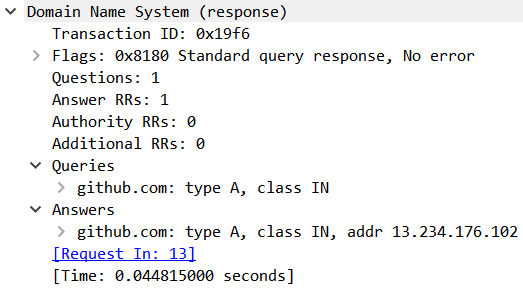 Domain Name System (response)
Transaction ID: 0x19f6
Flags: 0x8180 Standard query response, No error
Questions: 1
Answer RRs: 1
Authority RRs: 0
Additional RRs: 0
Queries
github.com: type A, class IN
Answers
github.com: type A, class IN, addr 13.234.176.102
[Request In: 13]
[Time: 0.044815000 seconds]